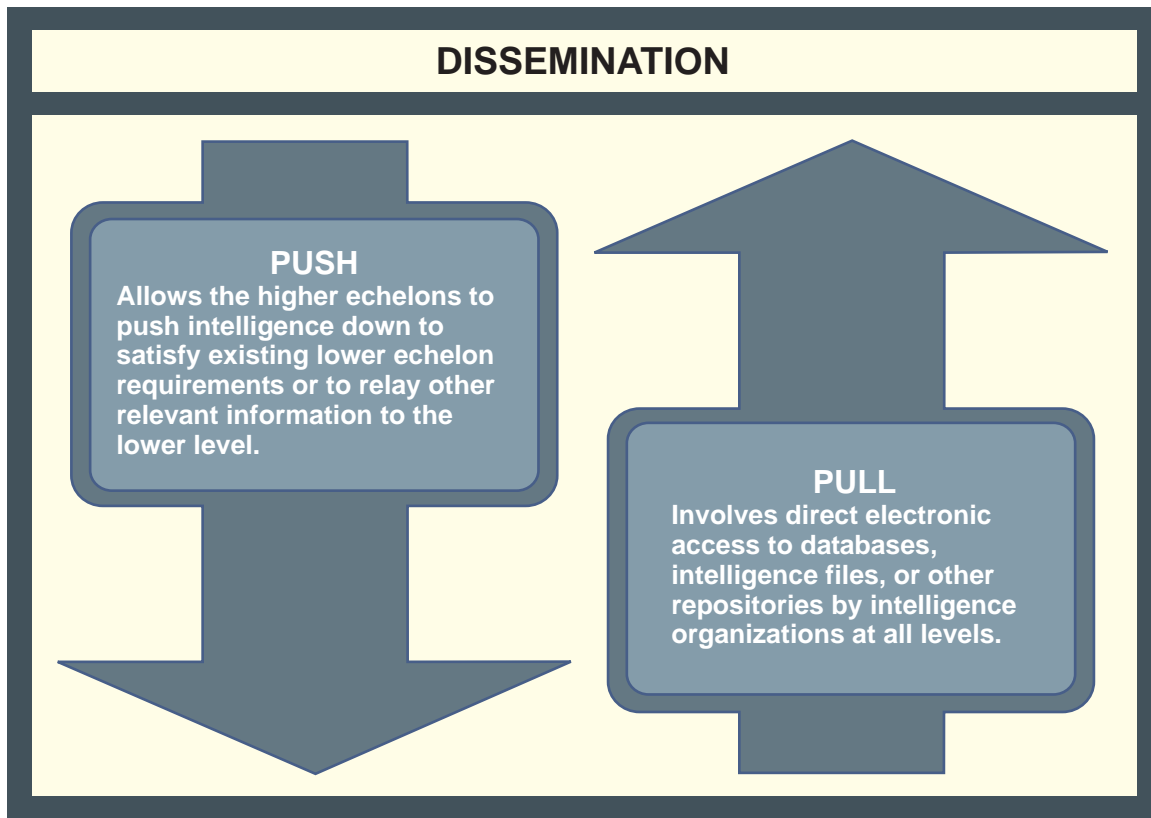 DISSEMINATION
PUSH
Allows the higher echelons to
push intelligence down to
satisfy existing lower echelon
requirements or to relay other
relevant information to the
lower level.
PULL
Involves direct electronic
access to databases,
intelligence files, or other
repositories by intelligence
organizations at all levels.